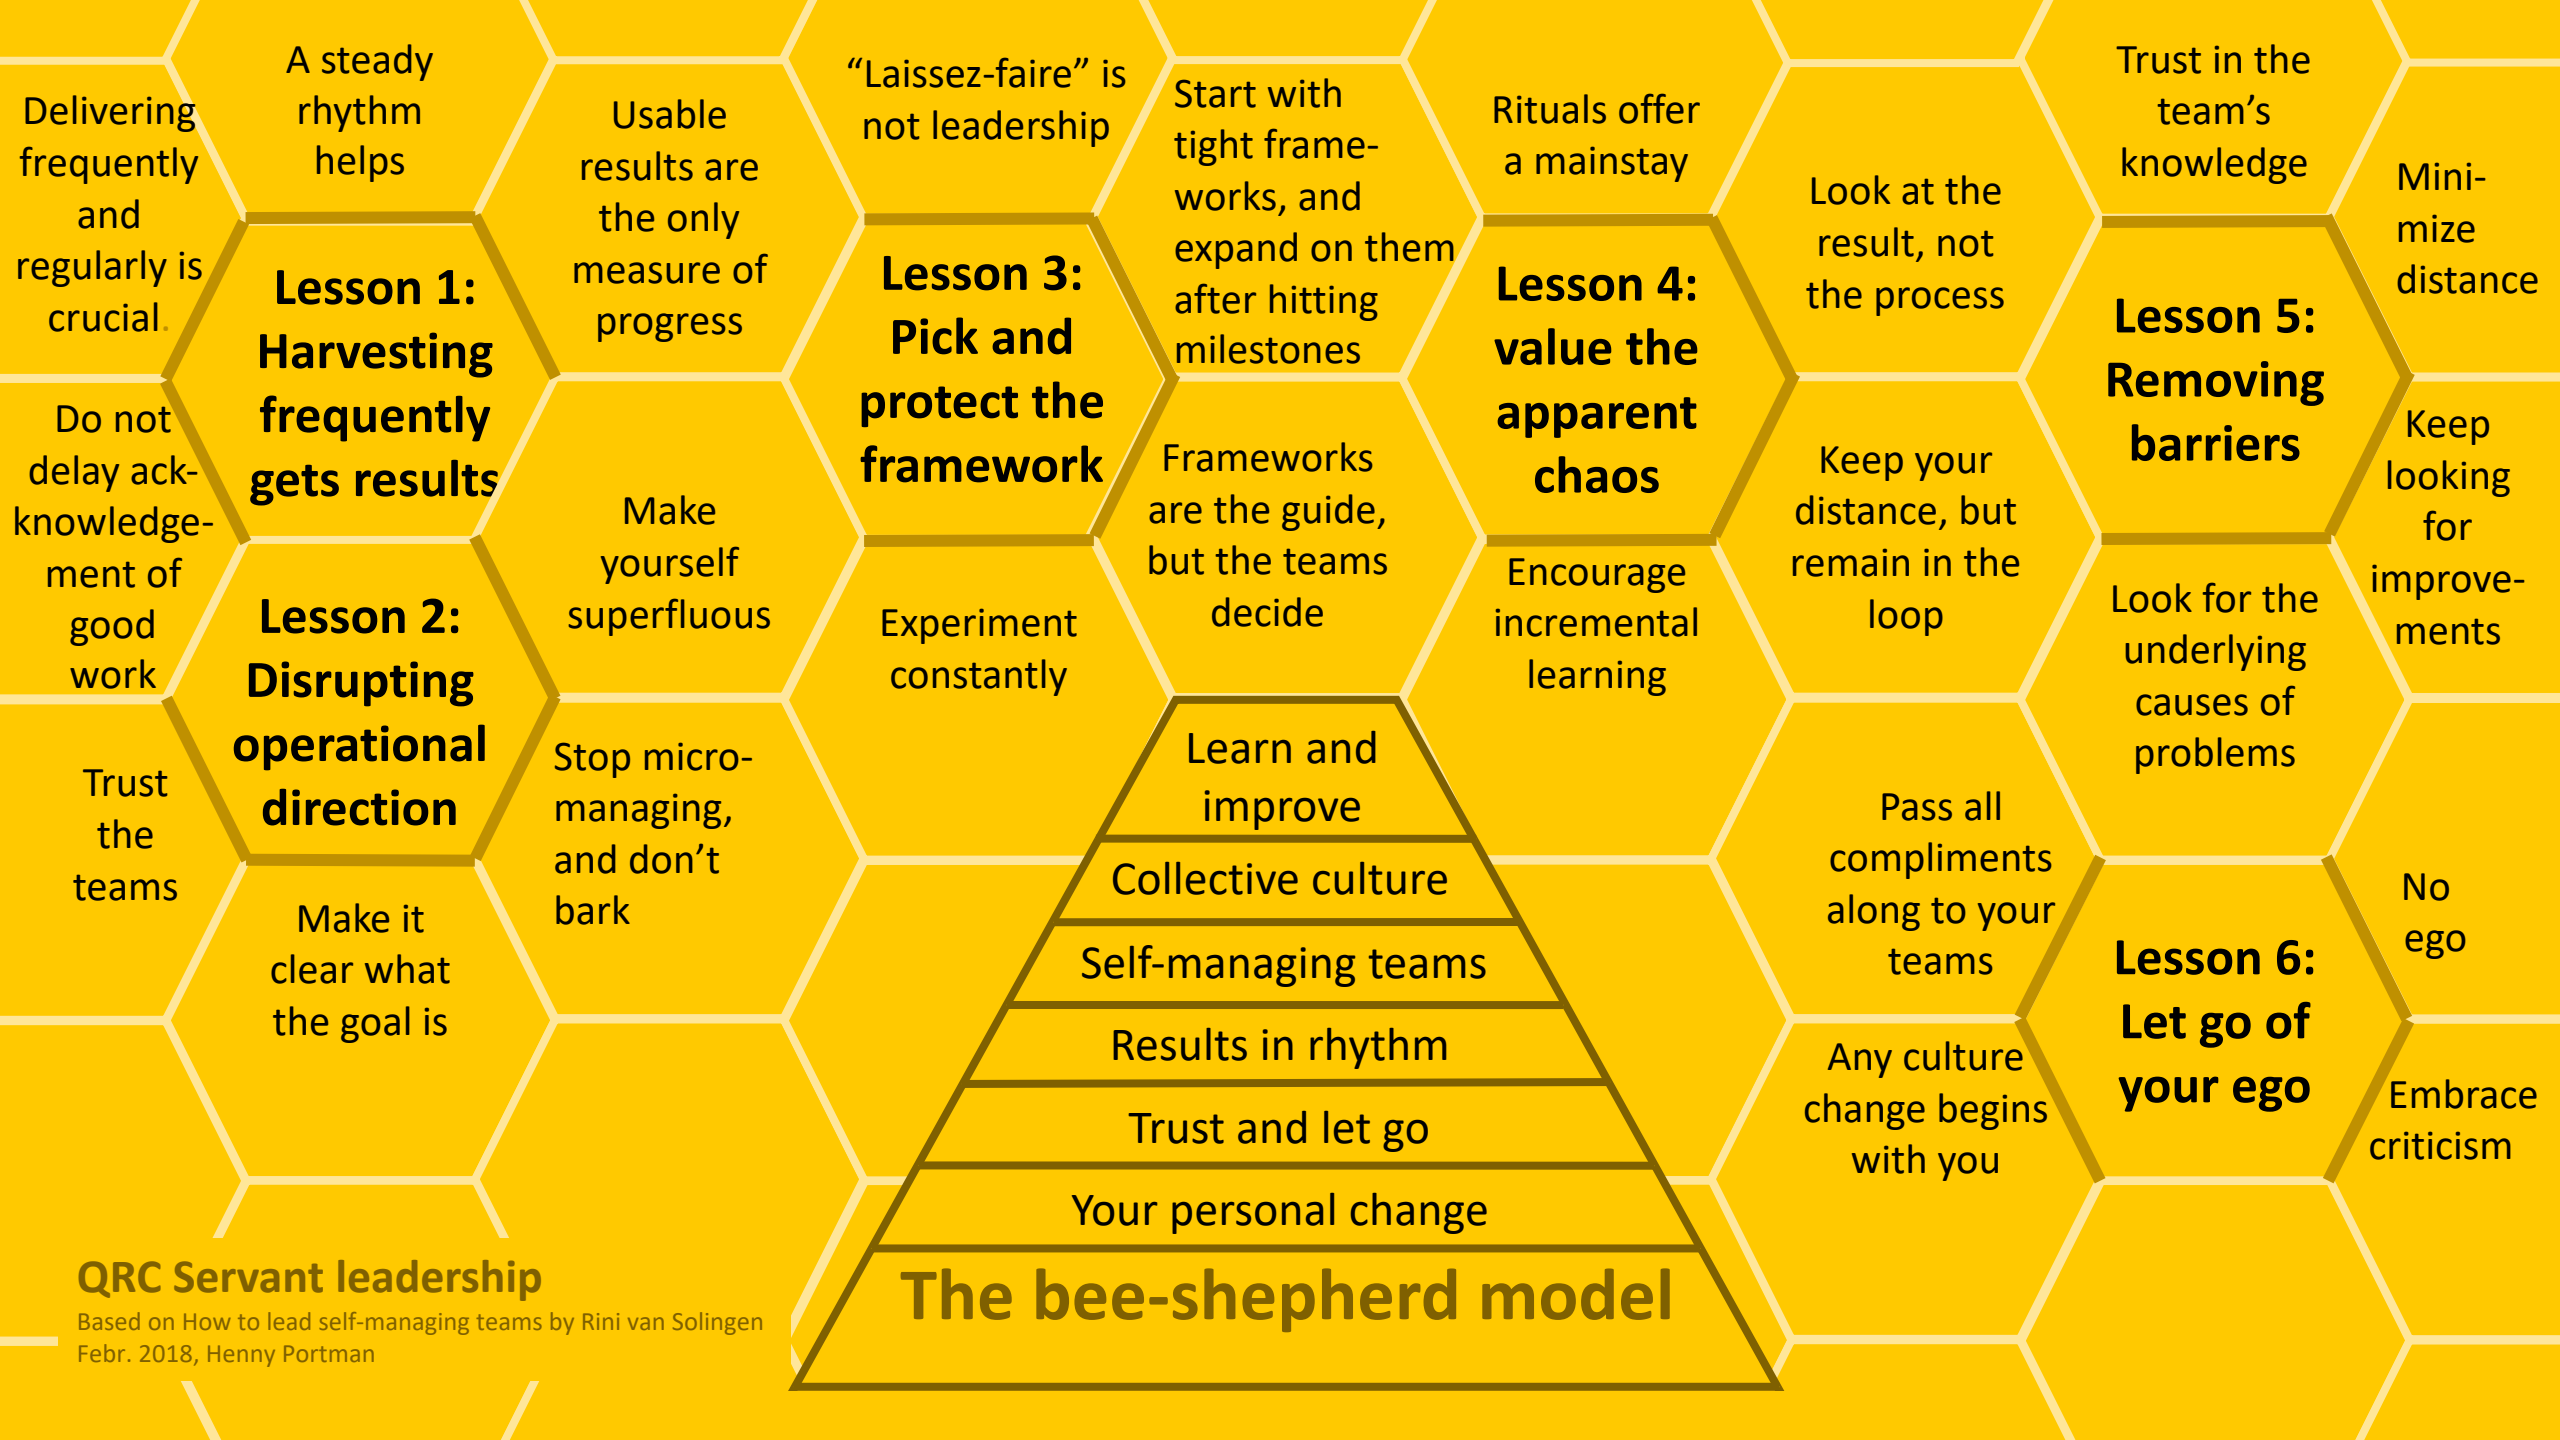 Delivering
frequently
and
regularly is
crucial.
A steady
rhythm
helps
Usable
results are
the only
measure of
progress
Do not
delay ack-
knowledge-
ment of
good
work
Lesson 1:
Harvesting
frequently
gets results
Lesson 2:
Disrupting
operational
direction
Make
yourself
superfluous
Trust
the
teams
Make it
clear what
the goal is
Stop micro-
managing,
and don’t
bark
“Laissez-faire” is
not leadership
Start with
tight frame-
works, and
expand on them
after hitting
milestones
Lesson 3:
Pick and
protect the
framework
Frameworks
are the guide,
but the teams
decide
Experiment
constantly
Rituals offer
a mainstay
Look at the
result, not
the process
Lesson 4:
value the
apparent
chaos
Keep your
distance, but
remain in the
loop
Encourage
incremental
learning
Trust in the
team’s
knowledge
Mini-
mize
distance
Lesson 5:
Removing
barriers
Keep
looking
for
improve-
ments
Look for the
underlying
causes of
problems
Pass all
compliments
along to your
teams
No
ego
Lesson 6:
Let go of
your ego
Any culture
change begins
with you
Embrace
criticism
Learn and
improve
Collective culture
Self-managing teams
Results in rhythm
Trust and let go
Your personal change
The bee-shepherd model
QRC Servant leadership
Based on How to lead self-managing teams by Rini van Solingen
Febr. 2018, Henny Portman